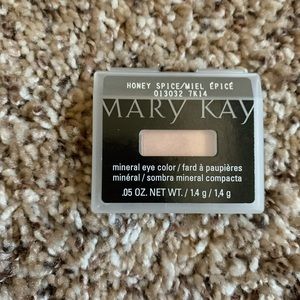 HONEY SPICE/MIEL ÉPICÉ
013032 7K14
MARY KAY
mineral eye color / fard à paupières
minéral / sombra mineral compacta
.05 OZ. NET WT. / 1.4 g / 1,4 g